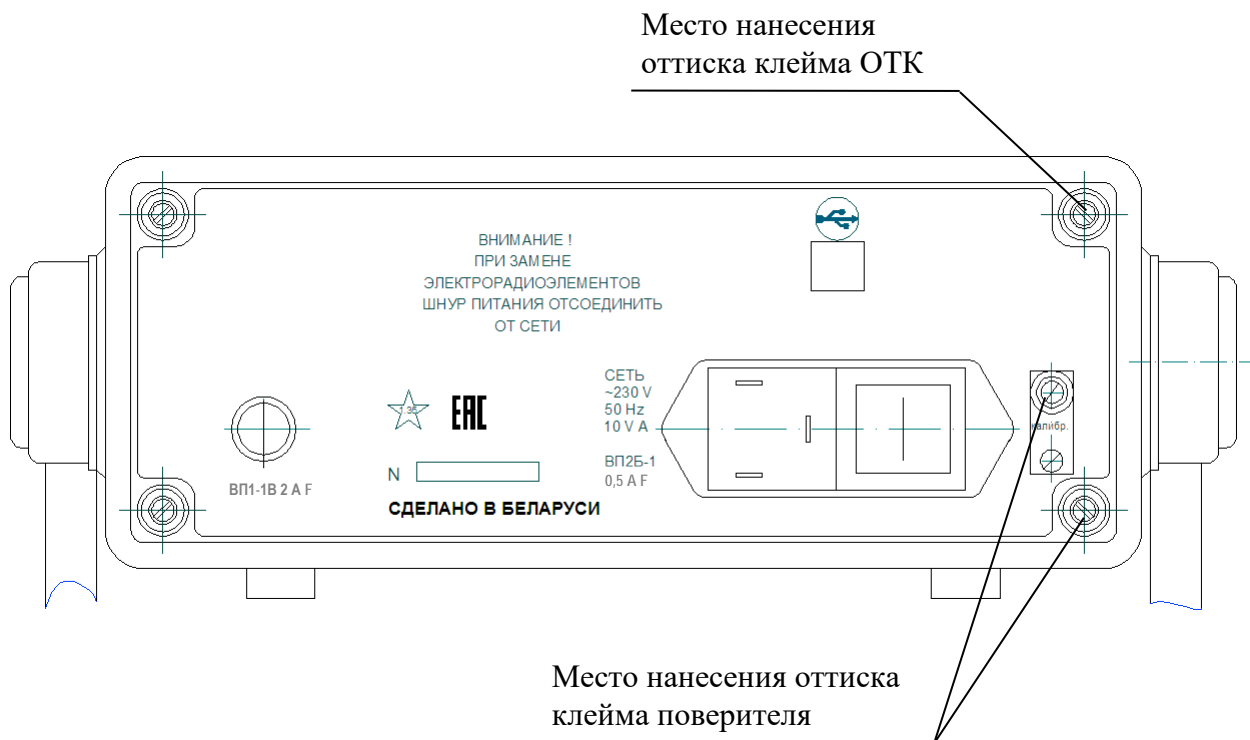 Место нанесения
оттиска клейма ОТК
ВНИМАНИЕ !
ПРИ ЗАМЕНЕ
ЭЛЕКТРОРАДИОЭЛЕМЕНТОВ
ШНУР ПИТАНИЯ ОТСОЕДИНИТЬ
ОТ СЕТИ
СЕТЬ
~230 V
50 Hz
10 V A
ВП2Б-1
0,5 A F
калибр.
EAC
N
ВП1-1В 2 A F
СДЕЛАНО В БЕЛАРУСИ
Место нанесения оттиска
клейма поверителя